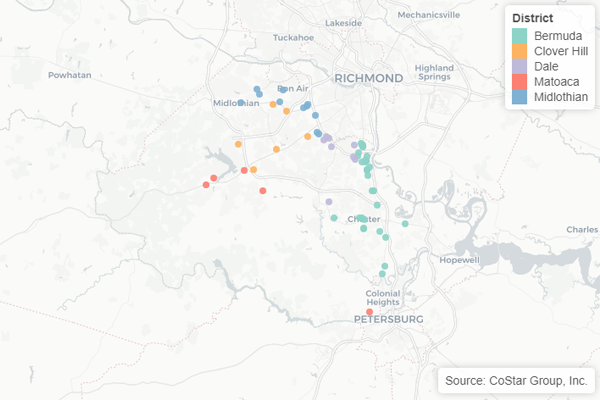 Mechanicsville
Lakeside
Tuckahoe
Powhatan
RICHMOND
Highland
Springs
Bon Air
Midlothian
Chester
Charles
Hopewell
Colonial
Heights
PETERSBURG
District
Bermuda
Clover Hill
Dale
Matoaca
Midlothian
Source: CoStar Group, Inc.